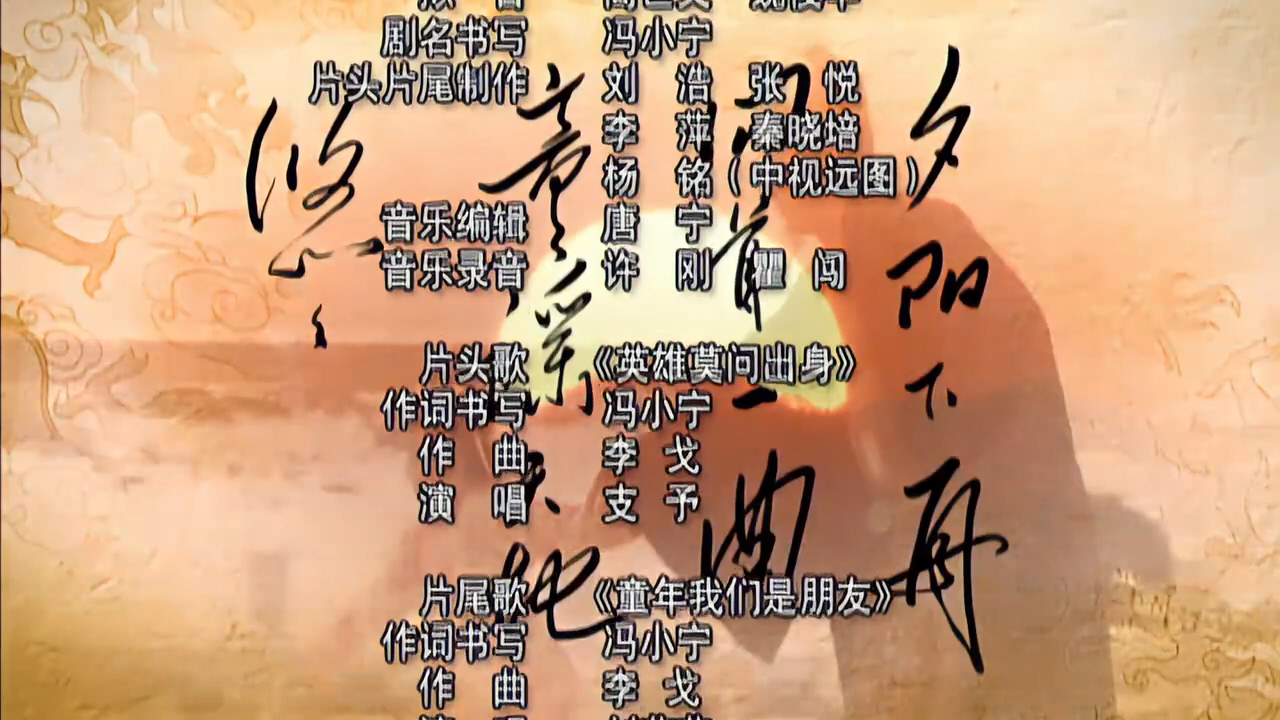 剧名书写 冯小宁
片头片尾制作 刘浩 张悦
李萍 秦晓培
杨铭（中视远图）
音乐编辑 唐宁
音乐录音 许刚 瞿闯
片头歌 《英雄莫问出身》
作词书写 冯小宁
作曲 李戈
演唱 支予
片尾歌 《童年我们是朋友》
作词书写 冯小宁
作曲 李戈
夕阳下再
一曲
悠